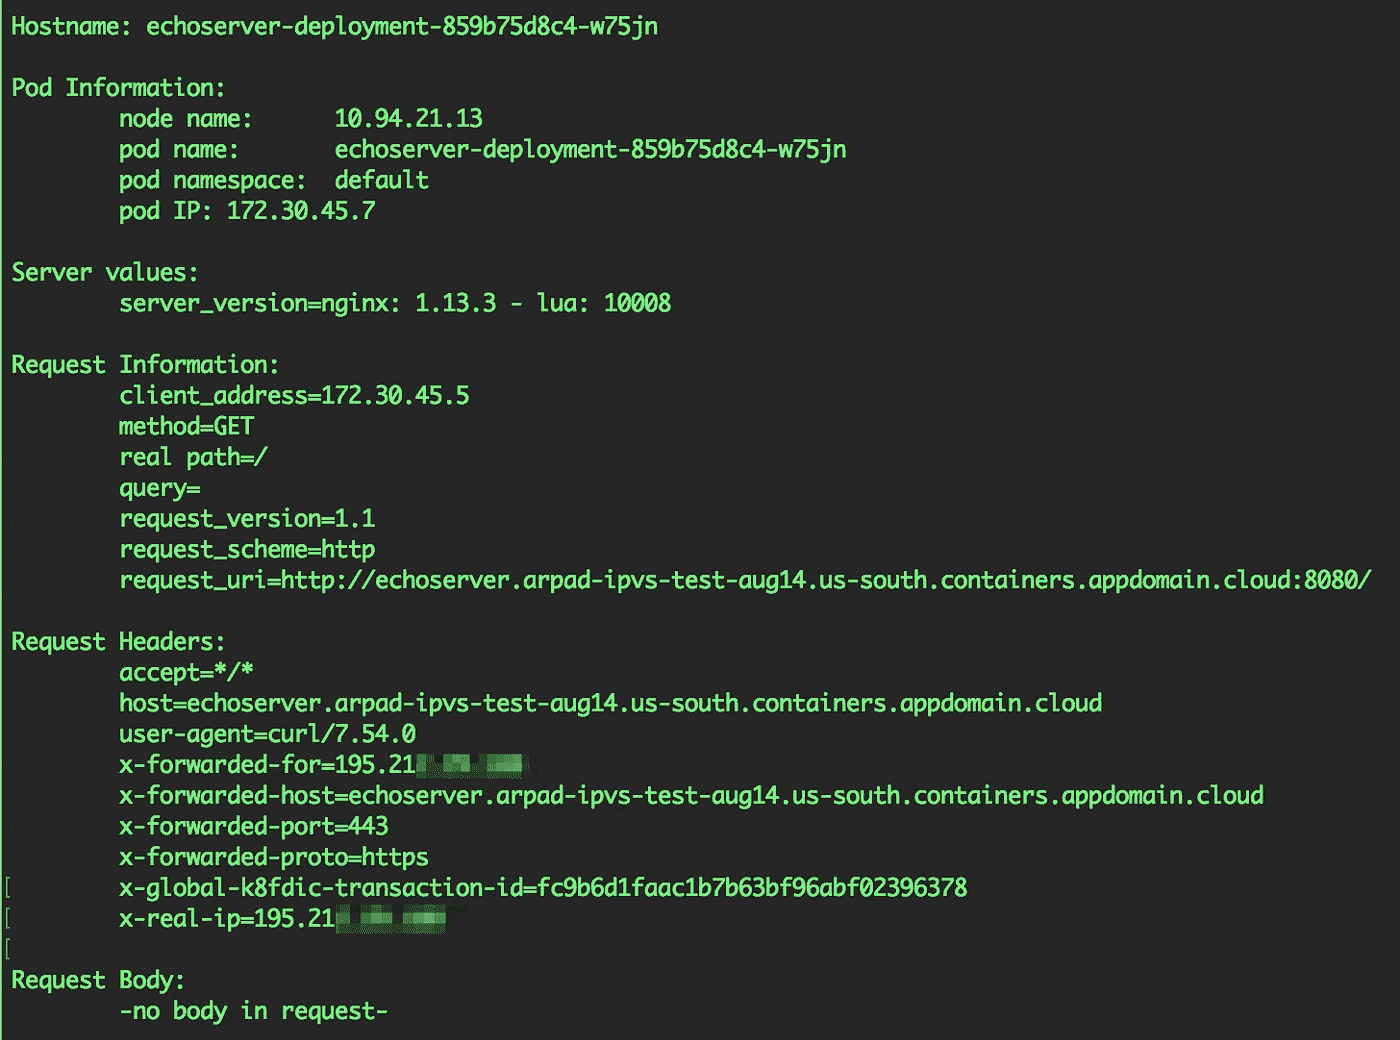 Hostname: echoserver-deployment-859b75d8c4-w75jn
Pod Information:
node name: 10.94.21.13
pod name: echoserver-deployment-859b75d8c4-w75jn
pod namespace: default
pod IP: 172.30.45.7
Server values:
server_version=nginx: 1.13.3 - lua: 10008
Request Information:
client_address=172.30.45.5
method=GET
real path=/
query=
request_version=1.1
request_scheme=http
request_uri=http://echoserver.arpad-ipvs-test-aug14.us-south.containers.appdomain.cloud:8080/
Request Headers:
accept=*/*
host=echoserver.arpad-ipvs-test-aug14.us-south.containers.appdomain.cloud
user-agent=curl/7.54.0
x-forwarded-for=195.21
x-forwarded-host=echoserver.arpad-ipvs-test-aug14.us-south.containers.appdomain.cloud
x-forwarded-port=443
x-forwarded-proto=https
[ x-global-k8fdic-transaction-id=fc9b6d1faac1b7b63bf96abf02396378
[ x-real-ip=195.21
[
Request Body:
-no body in request-